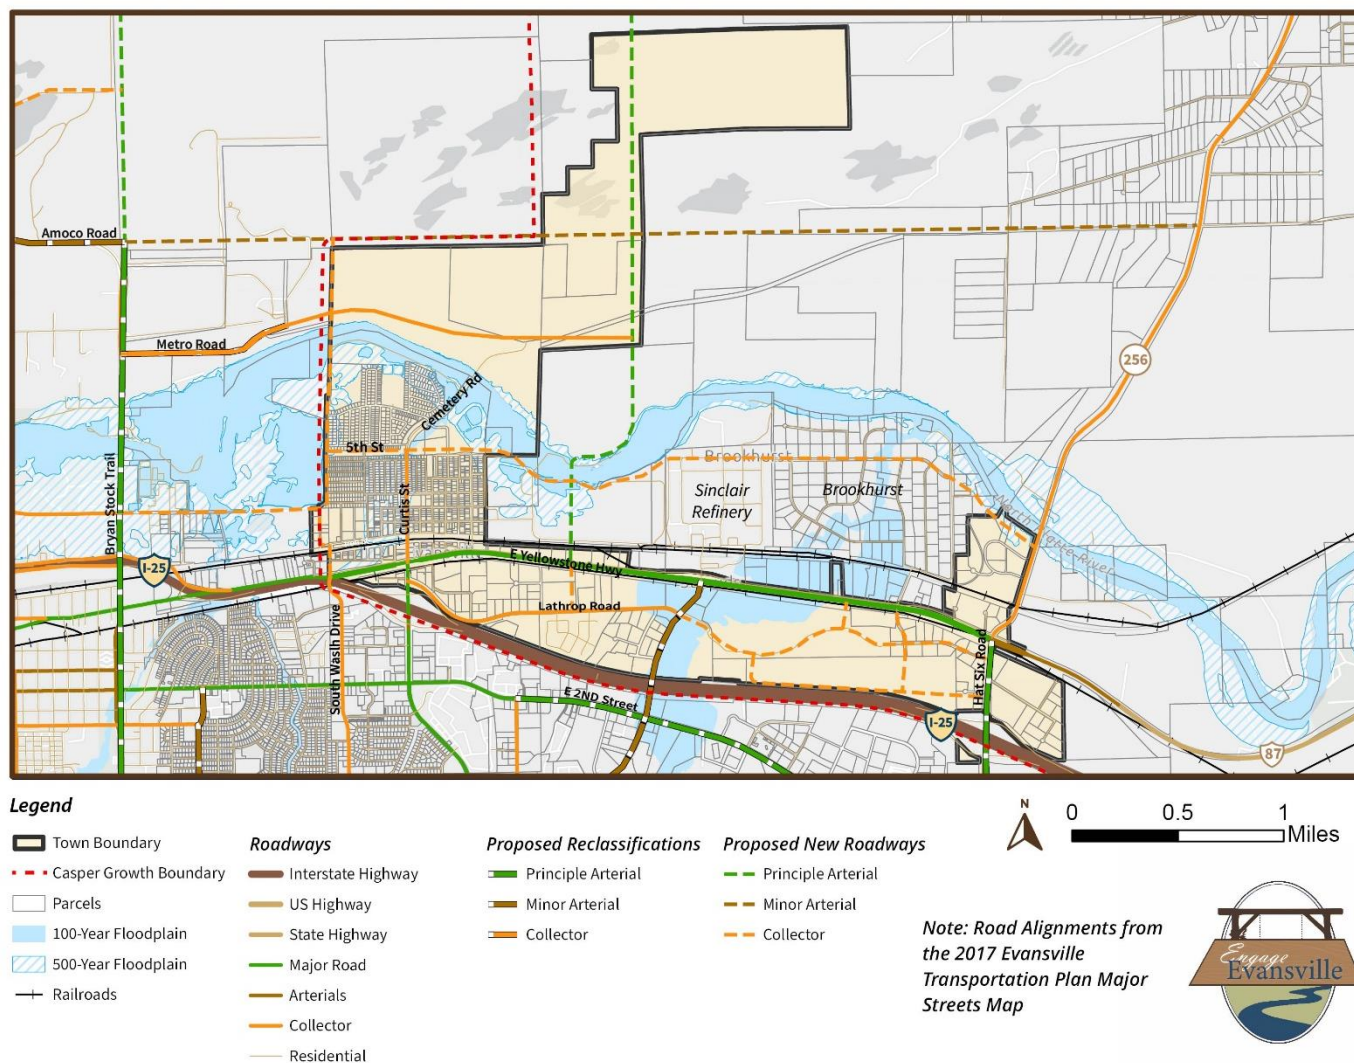 Amoco Road
Metro Road
256
Cemetery Rd
5th St
Brookhurst
Bryan Stock Trail
Curtis St
Sinclair
Refinery
Brookhurst
North Platte River
I-25
E Yellowstone Hwy
Lathrop Road
South Waslh Drive
Hat Six Road
E 2ND Street
I-25
87
Legend
Town Boundary
Casper Growth Boundary
Parcels
100-Year Floodplain
500-Year Floodplain
Railroads
Roadways
Interstate Highway
US Highway
State Highway
Major Road
Arterials
Collector
Residential
Proposed Reclassifications
Principle Arterial
Minor Arterial
Collector
Proposed New Roadways
Principle Arterial
Minor Arterial
Collector
N
0 0.5 1
Miles
Note: Road Alignments from
the 2017 Evansville
Transportation Plan Major
Streets Map
Engage
Evansville